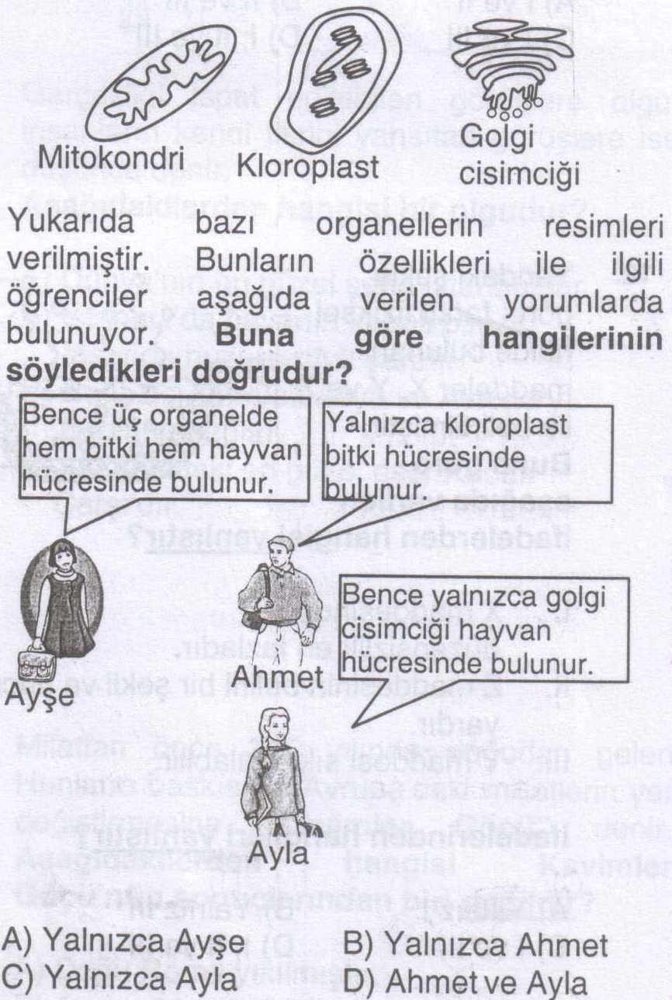 Mitokondri
Kloroplast
Golgi
cisimciği
Yukarıda bazı organellerin resimleri
verilmiştir. Bunların özellikleri ile ilgili
öğrenciler aşağıda verilen yorumlarda
bulunuyor. Buna göre hangilerinin
söyledikleri doğrudur?
Bence üç organelde
hem bitki hem hayvan
hücresinde bulunur.
Yalnızca kloroplast
bitki hücresinde
bulunur.
Bence yalnızca golgi
cisimciği hayvan
hücresinde bulunur.
Ayşe
Ahmet
Ayla
A) Yalnızca Ayşe
B) Yalnızca Ahmet
C) Yalnızca Ayla
D) Ahmet ve Ayla